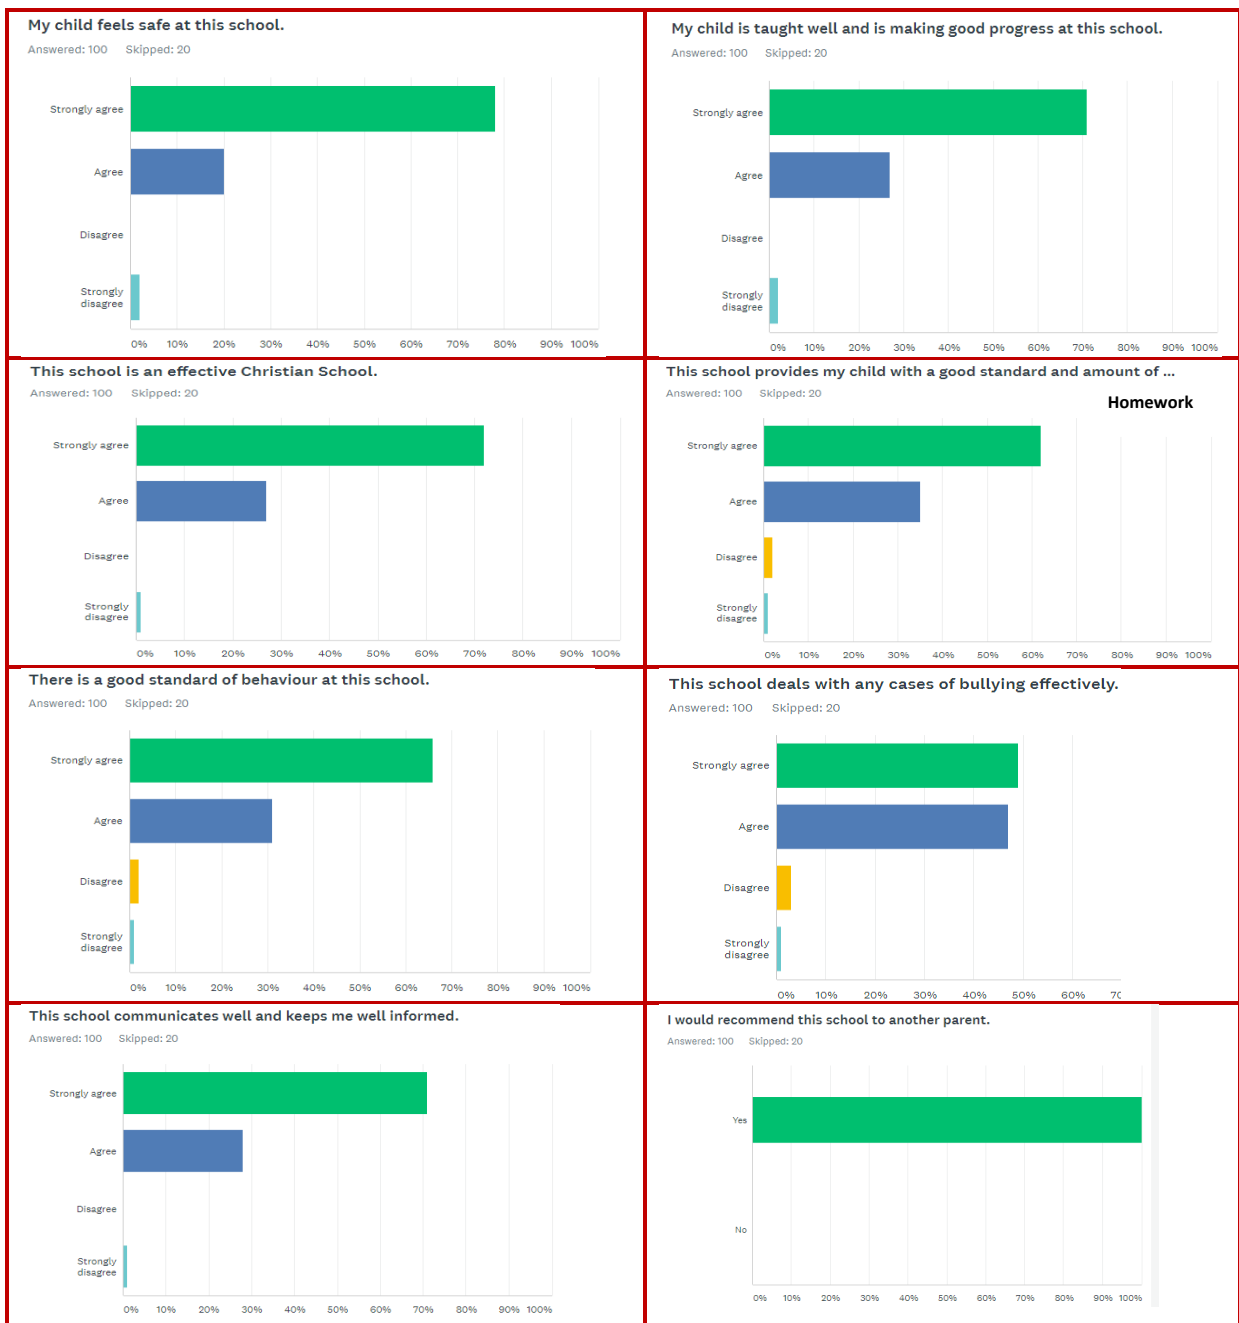 My child feels safe at this school.
Answered: 100 Skipped: 20
Strongly agree
Agree
Disagree
Strongly
disagree
0% 10% 20% 30% 40% 50% 60% 70% 80% 90% 100%
My child is taught well and is making good progress at this school.
Answered: 100 Skipped: 20
Strongly agree
Agree
Disagree
Strongly
disagree
0% 10% 20% 30% 40% 50% 60% 70% 80% 90% 100%
This school is an effective Christian School.
Answered: 100 Skipped: 20
Strongly agree
Agree
Disagree
Strongly
disagree
0% 10% 20% 30% 40% 50% 60% 70% 80% 90% 100%
This school provides my child with a good standard and amount of ...
Answered: 100 Skipped: 20
Homework
Strongly agree
Agree
Disagree
Strongly
disagree
0% 10% 20% 30% 40% 50% 60% 70% 80% 90% 100%
There is a good standard of behaviour at this school.
Answered: 100 Skipped: 20
Strongly agree
Agree
Disagree
Strongly
disagree
0% 10% 20% 30% 40% 50% 60% 70% 80% 90% 100%
This school deals with any cases of bullying effectively.
Answered: 100 Skipped: 20
Strongly agree
Agree
Disagree
Strongly
disagree
0% 10% 20% 30% 40% 50% 60%
This school communicates well and keeps me well informed.
Answered: 100 Skipped: 20
Strongly agree
Agree
Disagree
Strongly
disagree
0% 10% 20% 30% 40% 50% 60% 70% 80% 90% 100%
I would recommend this school to another parent.
Answered: 100 Skipped: 20
Yes
No
0% 10% 20% 30% 40% 50% 60% 70% 80% 90% 100%